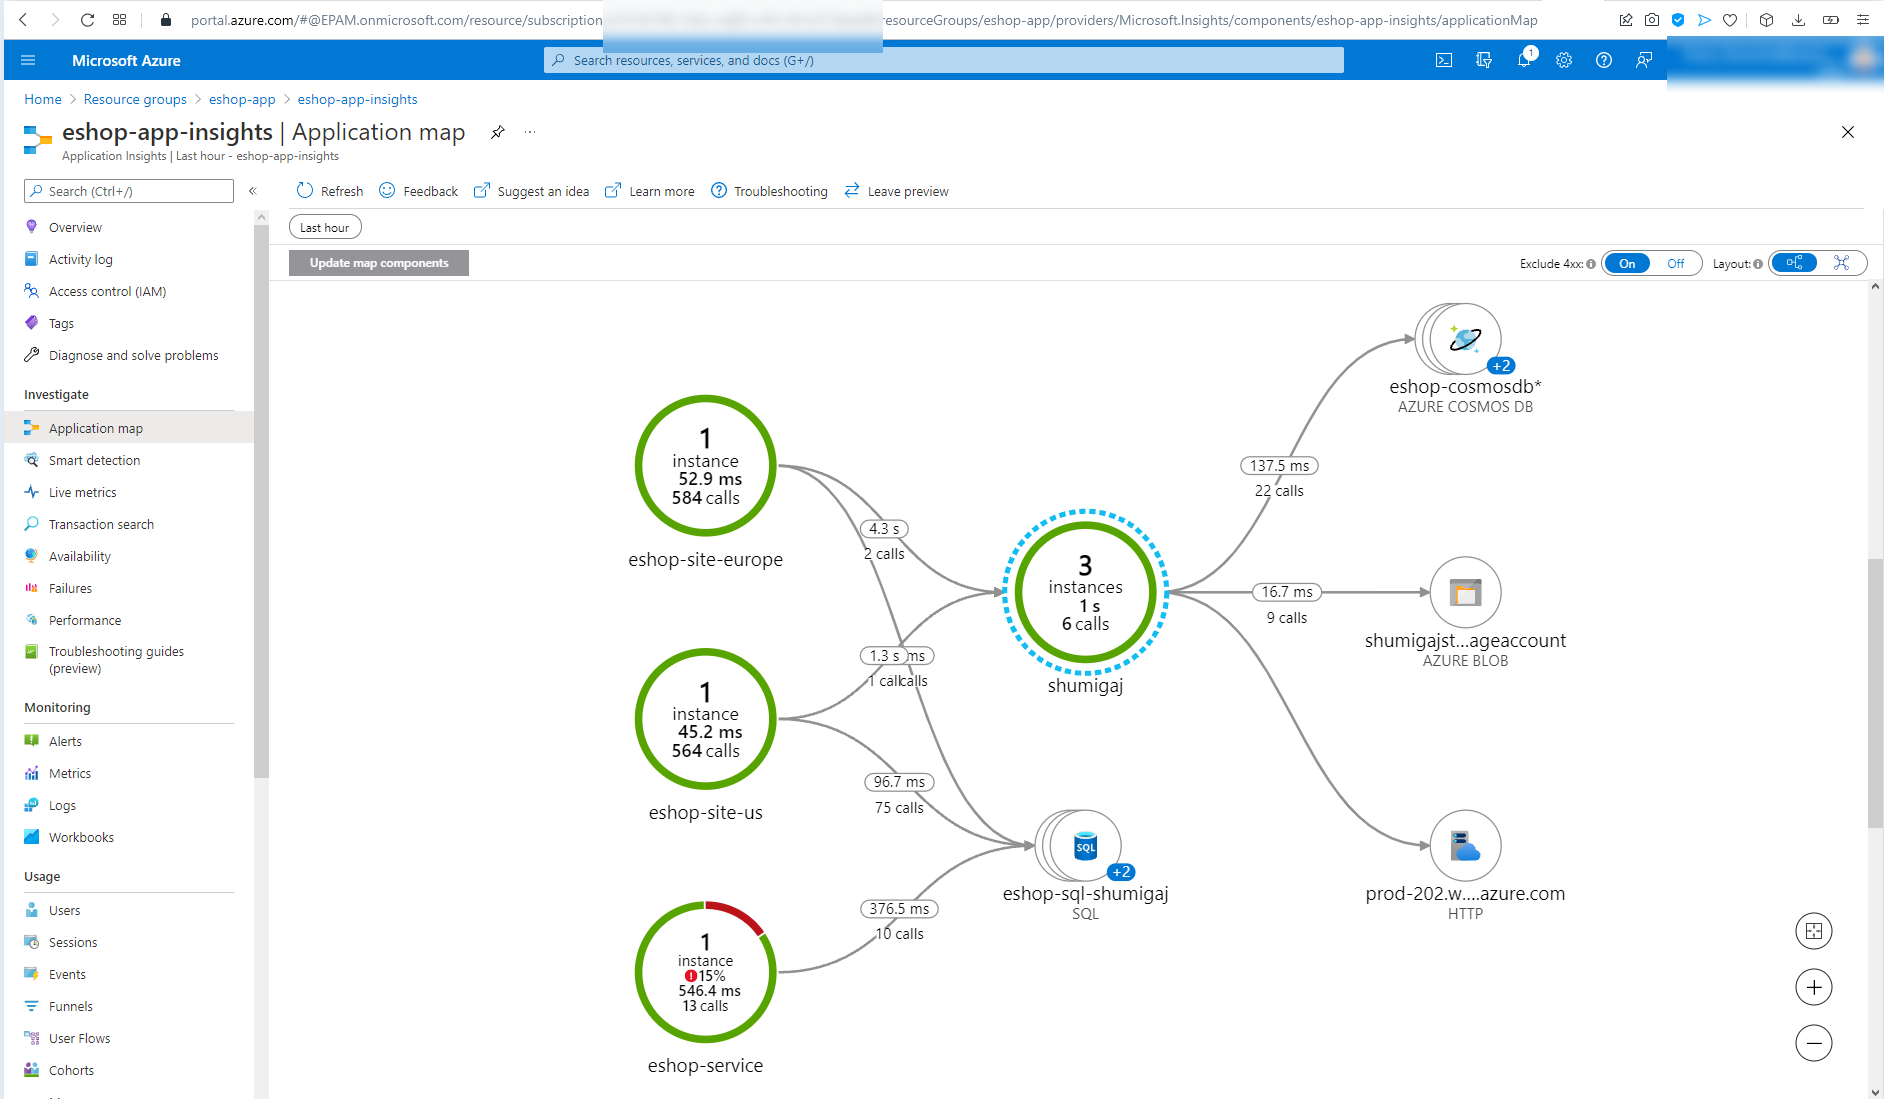 portal.azure.com/#@EPAM.onmicrosoft.com/resource/subscription resourceGroups/eshop-app/providers/Microsoft.Insights/components/eshop-app-insights/applicationMap
Microsoft Azure
Search resources, services, and docs (G+/)
1
Home > Resource groups > eshop-app > eshop-app-insights
eshop-app-insights | Application map
Application Insights | Last hour - eshop-app-insights
Search (Ctrl+/)
Refresh
Feedback
Suggest an idea
Learn more
Troubleshooting
Leave preview
Last hour
Update map components
Exclude 4xx:
On
Off
Layout:
Overview
Activity log
Access control (IAM)
Tags
Diagnose and solve problems
Investigate
Application map
Smart detection
Live metrics
Transaction search
Availability
Failures
Performance
Troubleshooting guides
(preview)
Monitoring
Alerts
Metrics
Logs
Workbooks
Usage
Users
Sessions
Events
Funnels
User Flows
Cohorts
1
instance
52.9 ms
584 calls
eshop-site-europe
1
instance
45.2 ms
564 calls
eshop-site-us
1
instance
15%
546.4 ms
13 calls
eshop-service
4.3 s
2 calls
1.3 s ms
1 call calls
96.7 ms
75 calls
376.5 ms
10 calls
3
instances
1 s
6 calls
shumigaj
SQL
+2
eshop-sql-shumigaj
SQL
137.5 ms
22 calls
16.7 ms
9 calls
+2
eshop-cosmosdb*
AZURE COSMOS DB
shumigajst...ageaccount
AZURE BLOB
prod-202.w....azure.com
HTTP